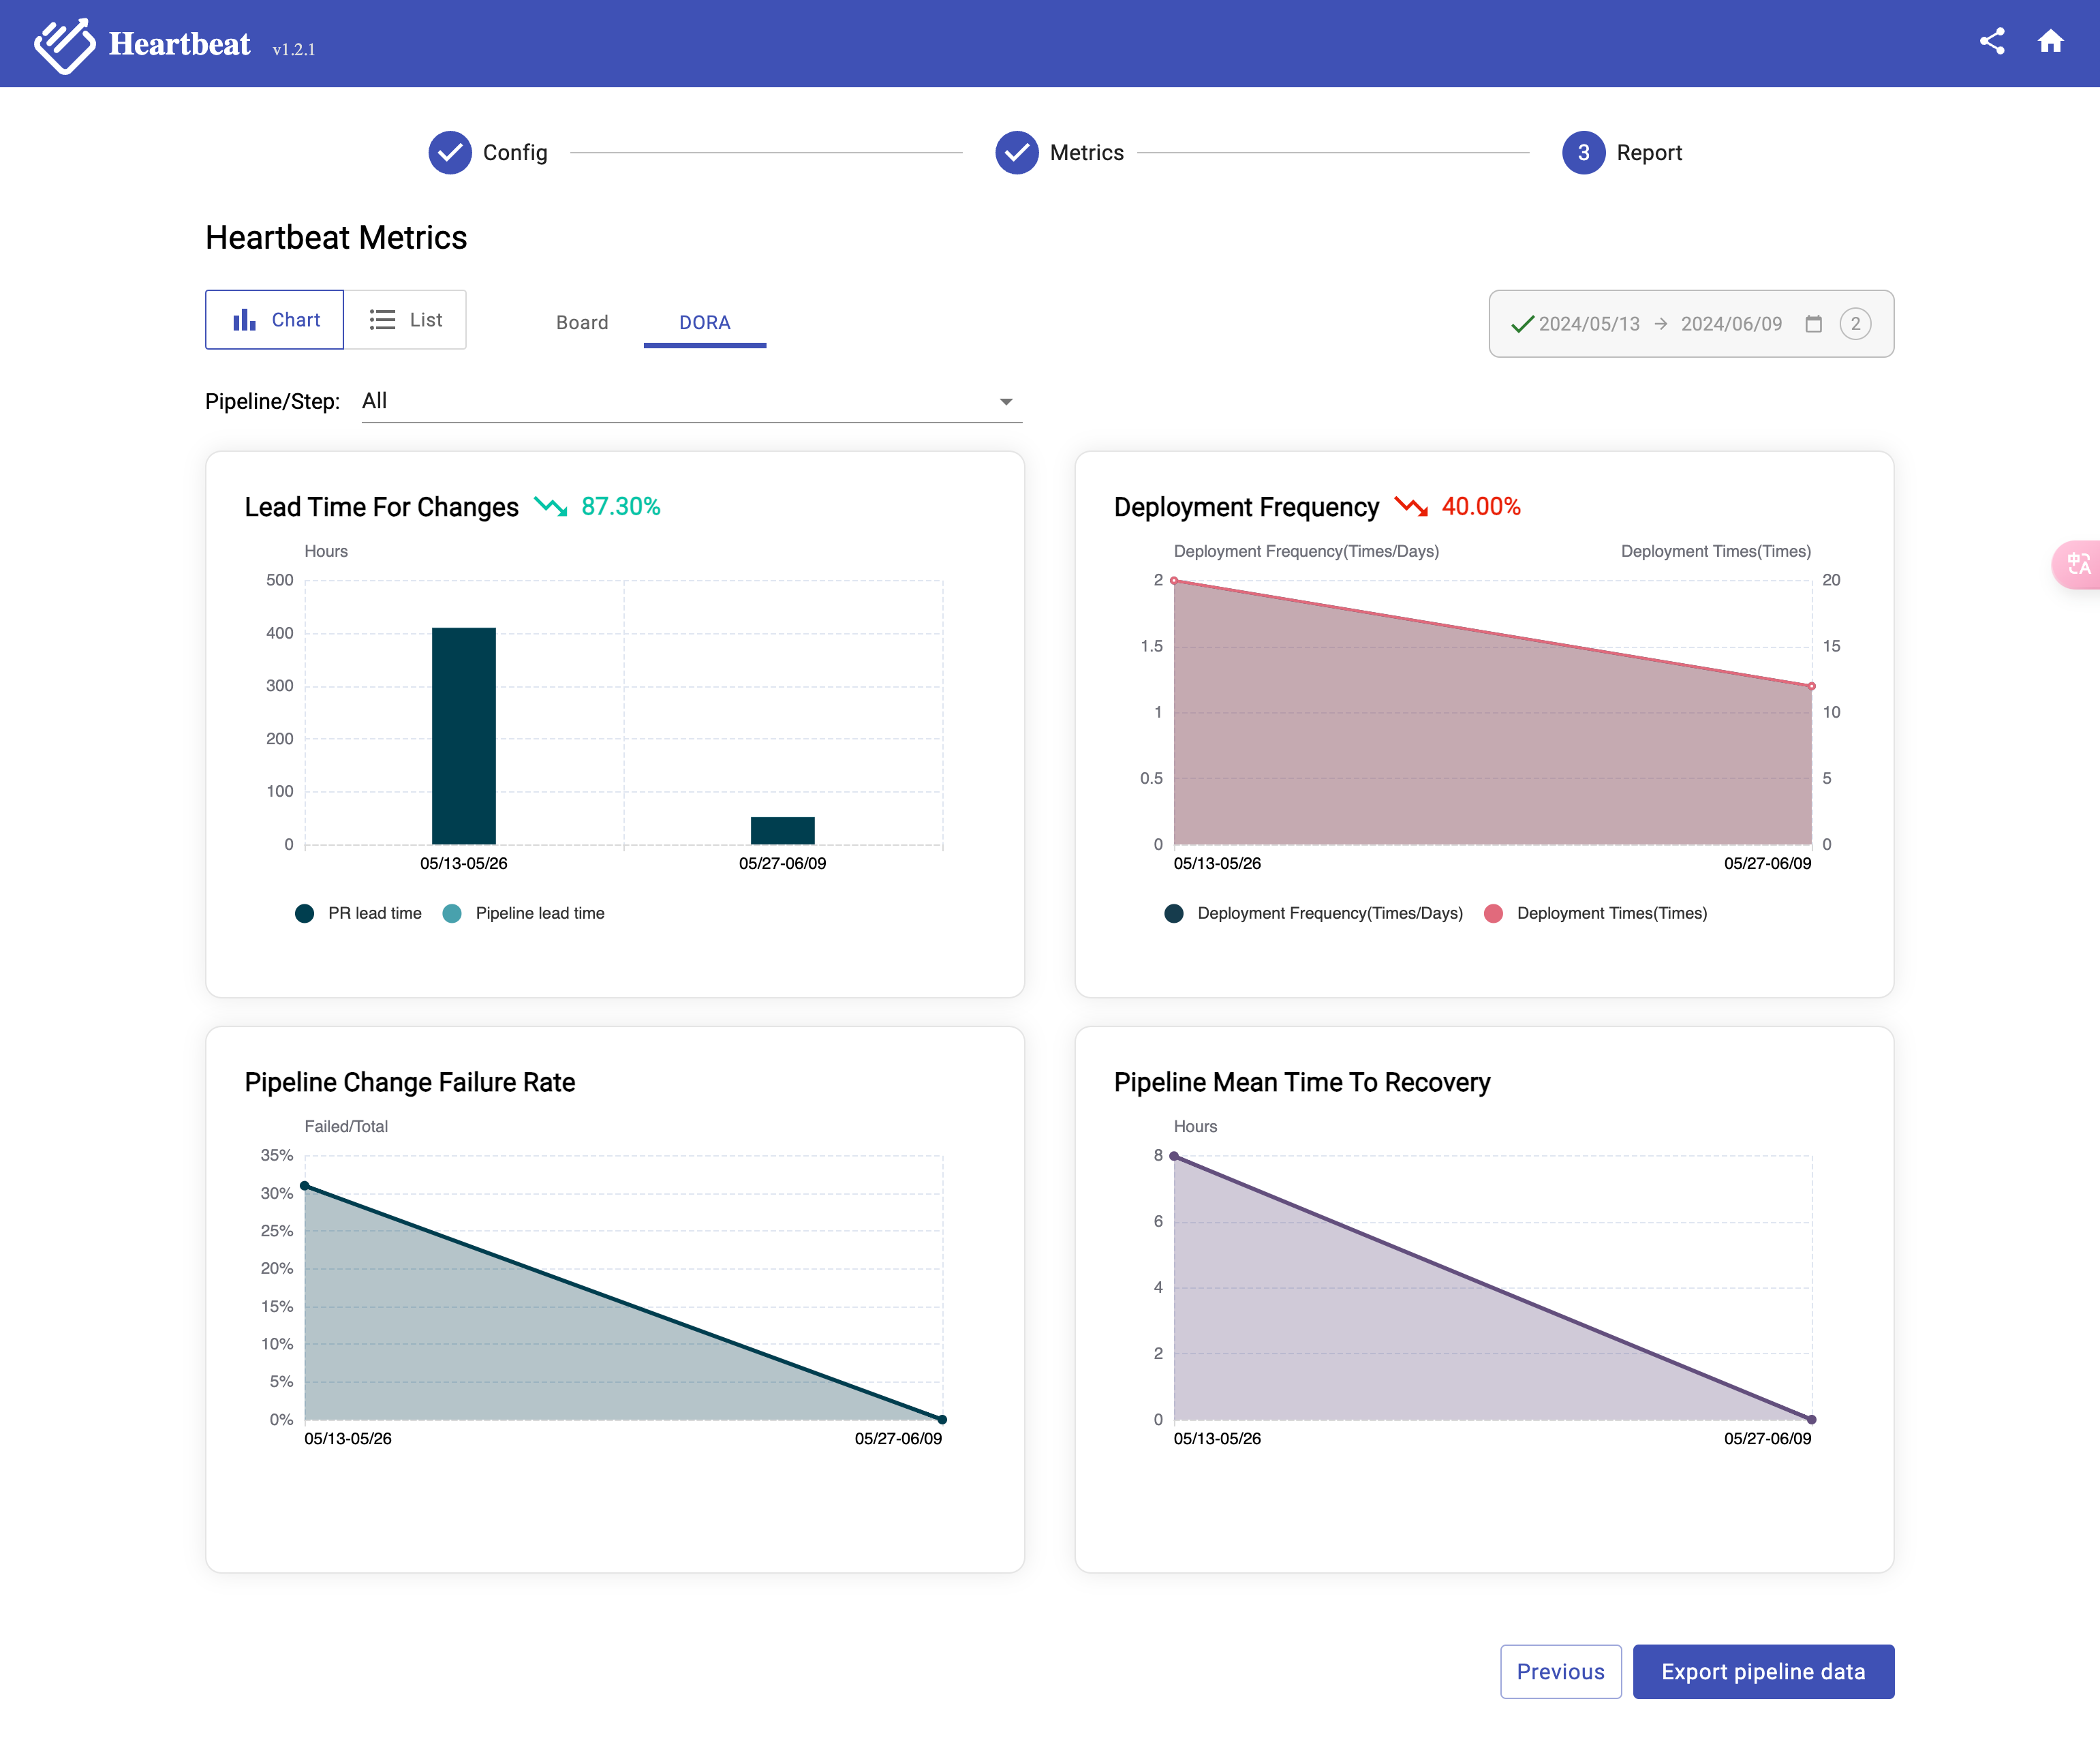 Heartbeat v1.2.1
Config
Metrics
3 Report
Heartbeat Metrics
Chart
List
Board
DORA
2024/05/13 → 2024/06/09 2
Pipeline/Step: All
Lead Time For Changes 87.30%
Hours
500
400
300
200
100
0
05/13-05/26 05/27-06/09
PR lead time Pipeline lead time
Deployment Frequency 40.00%
Deployment Frequency(Times/Days) Deployment Times(Times)
2 20
1.5 15
1 10
0.5 5
0 0
05/13-05/26 05/27-06/09
Deployment Frequency(Times/Days) Deployment Times(Times)
中A
Pipeline Change Failure Rate
Failed/Total
35%
30%
25%
20%
15%
10%
5%
0%
05/13-05/26 05/27-06/09
Pipeline Mean Time To Recovery
Hours
8
6
4
2
0
05/13-05/26 05/27-06/09
Previous
Export pipeline data